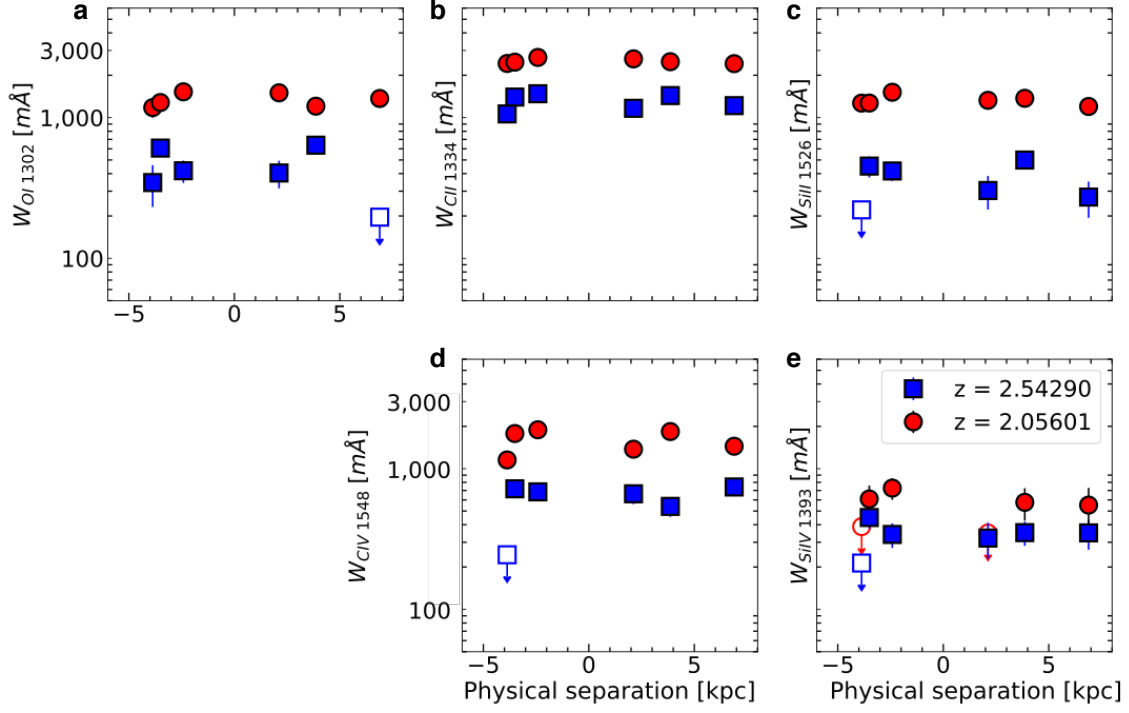 a
b
c
3,000
1,000
100
W_OI 1302 [mÅ]
W_CII 1334 [mÅ]
W_SiII 1526 [mÅ]
−5 0 5
d
e
3,000
1,000
100
W_CIV 1548 [mÅ]
W_SiIV 1393 [mÅ]
z = 2.54290
z = 2.05601
−5 0 5
−5 0 5
Physical separation [kpc]
Physical separation [kpc]